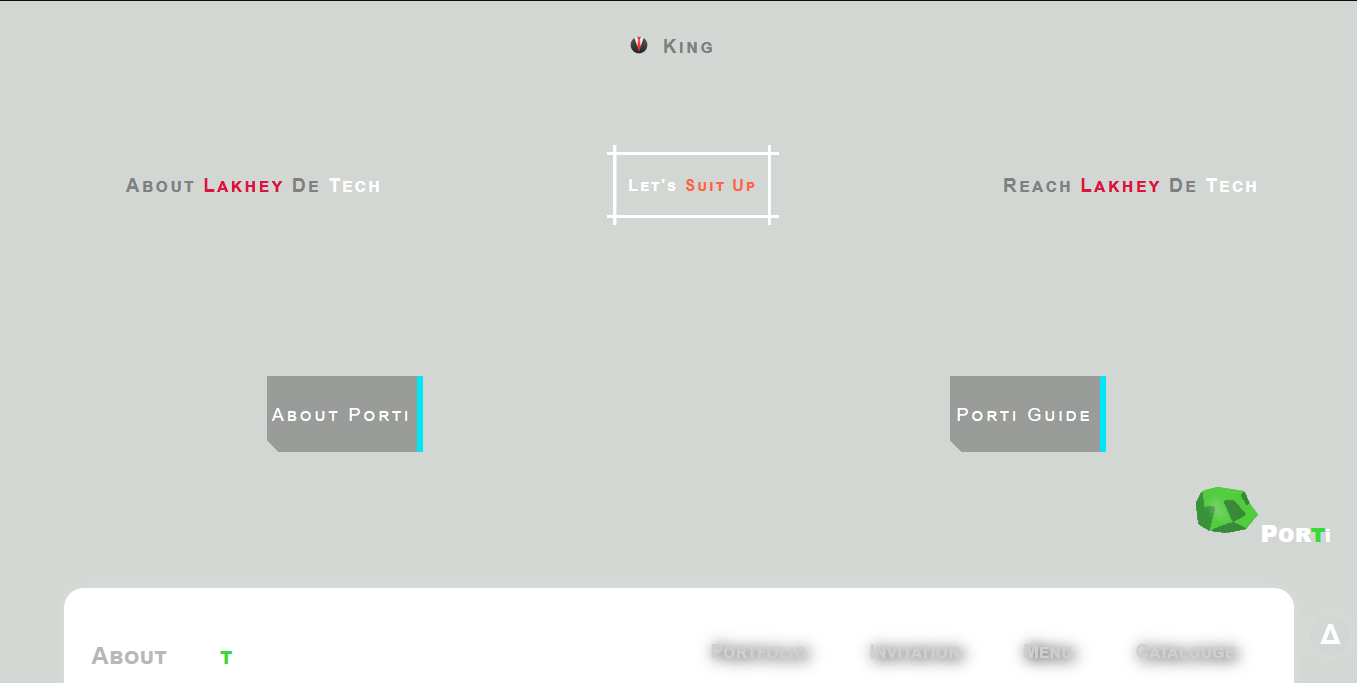 King
About Lakhey De Tech
Let's Suit Up
Reach Lakhey De Tech
About Porti
Porti Guide
PorTi
About T
Portfolio Invitation Menu Catalouge
Δ